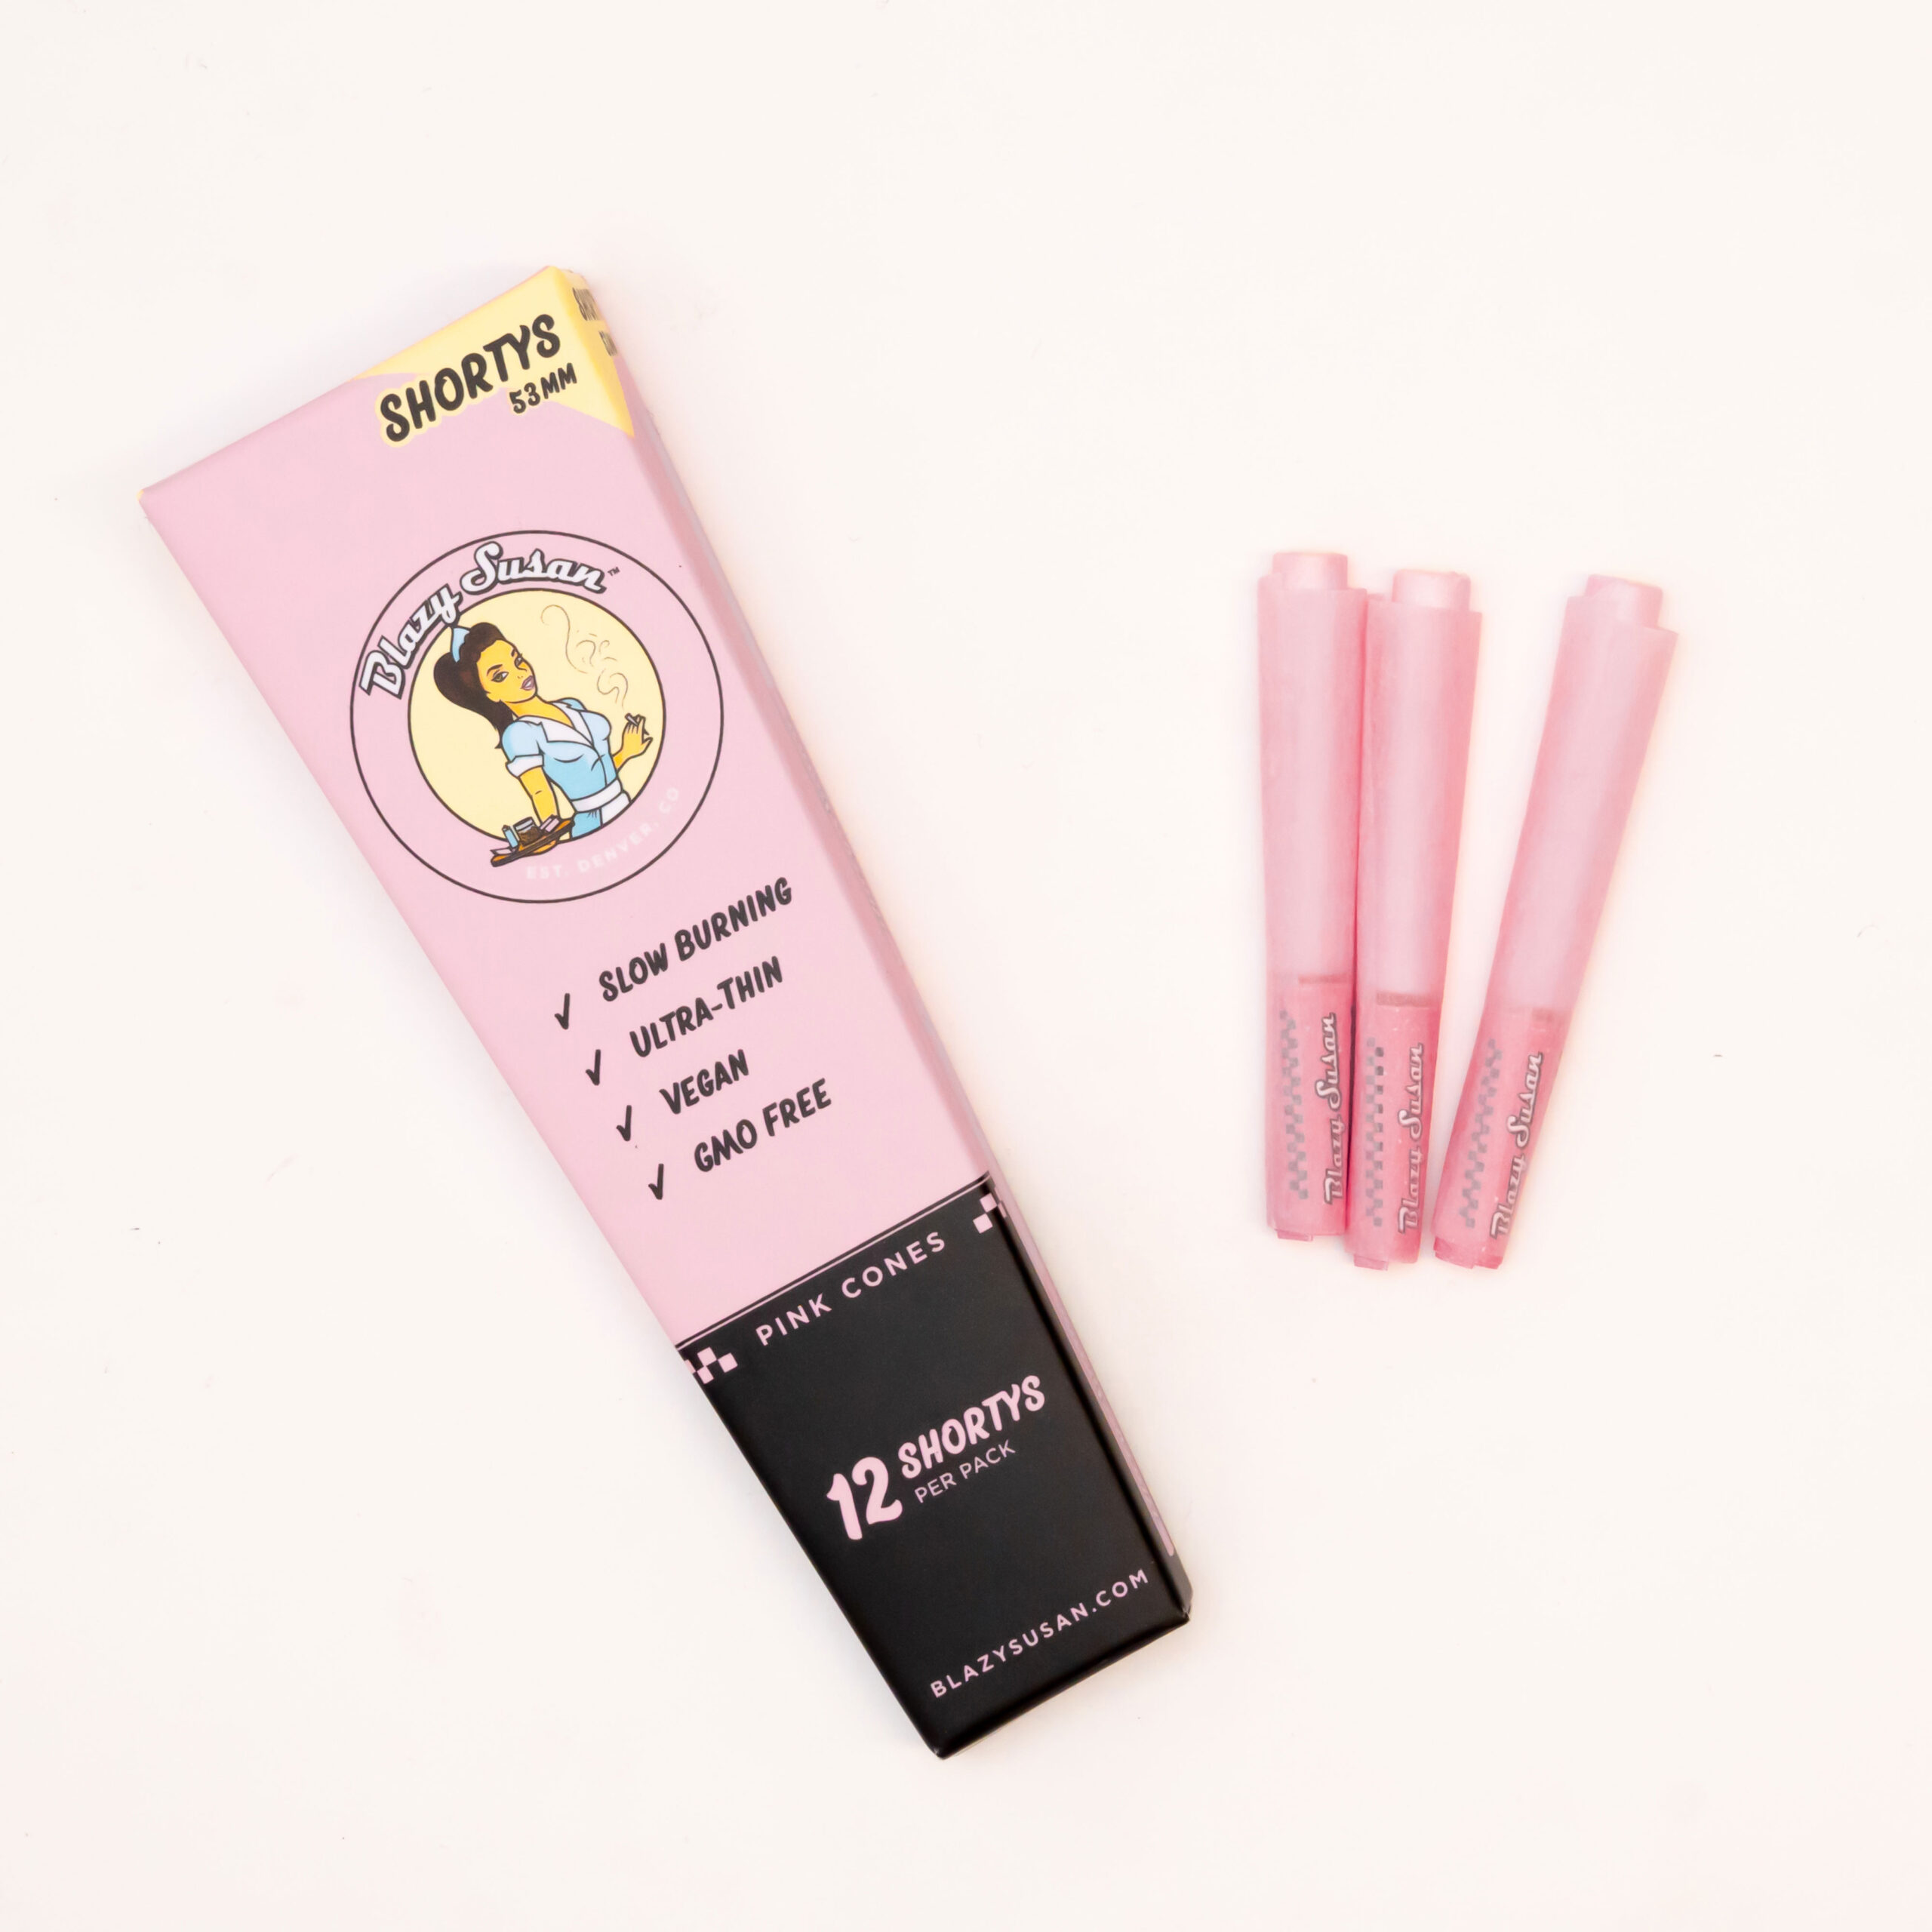 SHORTYS
53MM
Blazy Susan™
EST. DENVER, CO
✓ SLOW BURNING
✓ ULTRA-THIN
✓ VEGAN
✓ GMO FREE
PINK CONES
12 SHORTYS
PER PACK
BLAZYSUSAN.COM
Blazy Susan
Blazy Susan
Blazy Susan